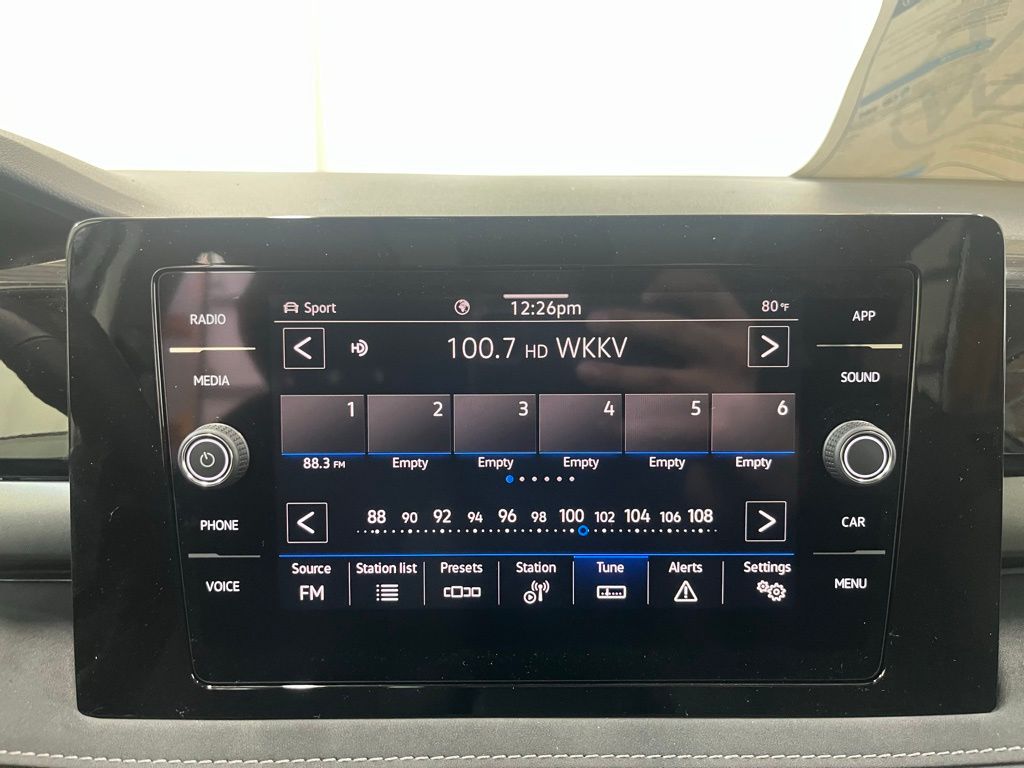 Sport 12:26pm 80°F
RADIO
MEDIA
PHONE
VOICE
100.7 HD WKKV
1 2 3 4 5 6
88.3 FM Empty Empty Empty Empty Empty
88 90 92 94 96 98 100 102 104 106 108
Source Station list Presets Station Tune Alerts Settings
FM
APP
SOUND
CAR
MENU